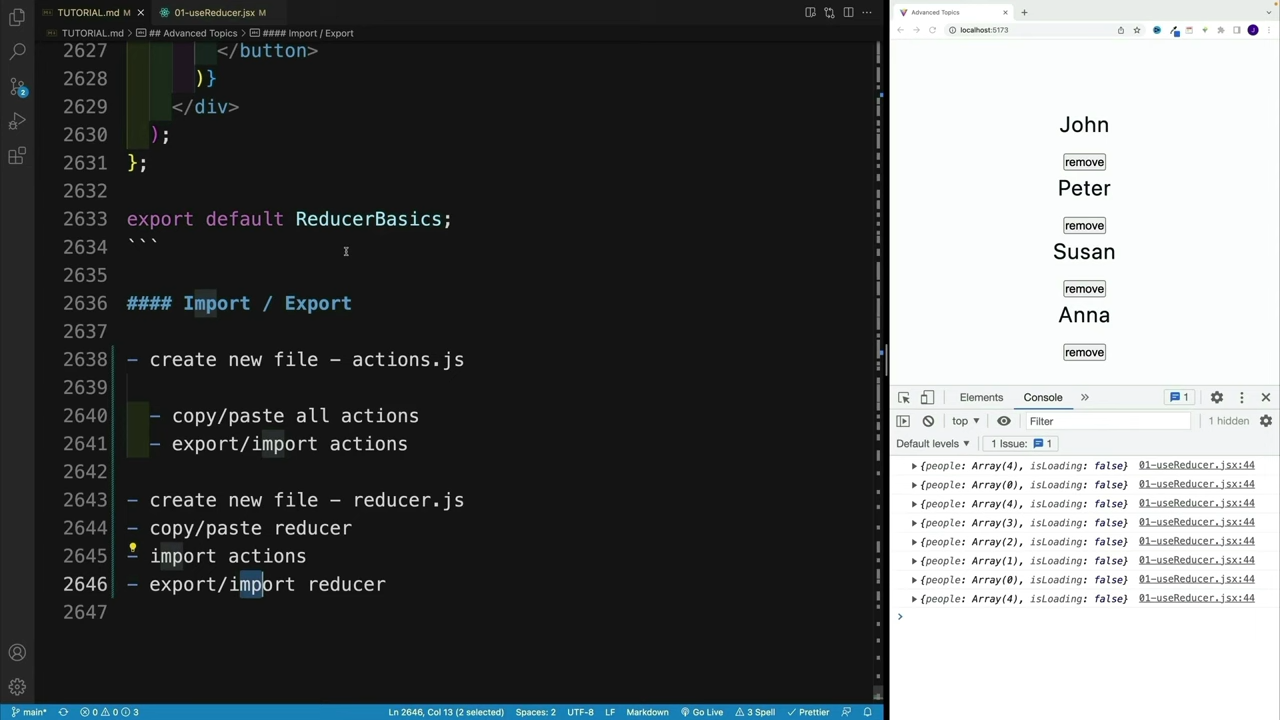 TUTORIAL.md M
01-useReducer.jsx M
TUTORIAL.md > ## Advanced Topics > #### Import / Export
2627 </button>
2628 )}
2629 </div>
2630 );
2631 };
2632
2633 export default ReducerBasics;
2634 ```
2635
2636 #### Import / Export
2637
2638 - create new file - actions.js
2639
2640 - copy/paste all actions
2641 - export/import actions
2642
2643 - create new file - reducer.js
2644 - copy/paste reducer
2645 - import actions
2646 - export/import reducer
2647
2
main*
0 0 3
Ln 2646, Col 13 (2 selected)
Spaces: 2
UTF-8
LF
Markdown
Go Live
3 Spell
Prettier
Advanced Topics
localhost:5173
J
John
remove
Peter
remove
Susan
remove
Anna
remove
Elements
Console
1
top
Filter
1 hidden
Default levels
1 Issue: 1
{people: Array(4), isLoading: false} 01-useReducer.jsx:44
{people: Array(0), isLoading: false} 01-useReducer.jsx:44
{people: Array(4), isLoading: false} 01-useReducer.jsx:44
{people: Array(3), isLoading: false} 01-useReducer.jsx:44
{people: Array(2), isLoading: false} 01-useReducer.jsx:44
{people: Array(1), isLoading: false} 01-useReducer.jsx:44
{people: Array(0), isLoading: false} 01-useReducer.jsx:44
{people: Array(4), isLoading: false} 01-useReducer.jsx:44